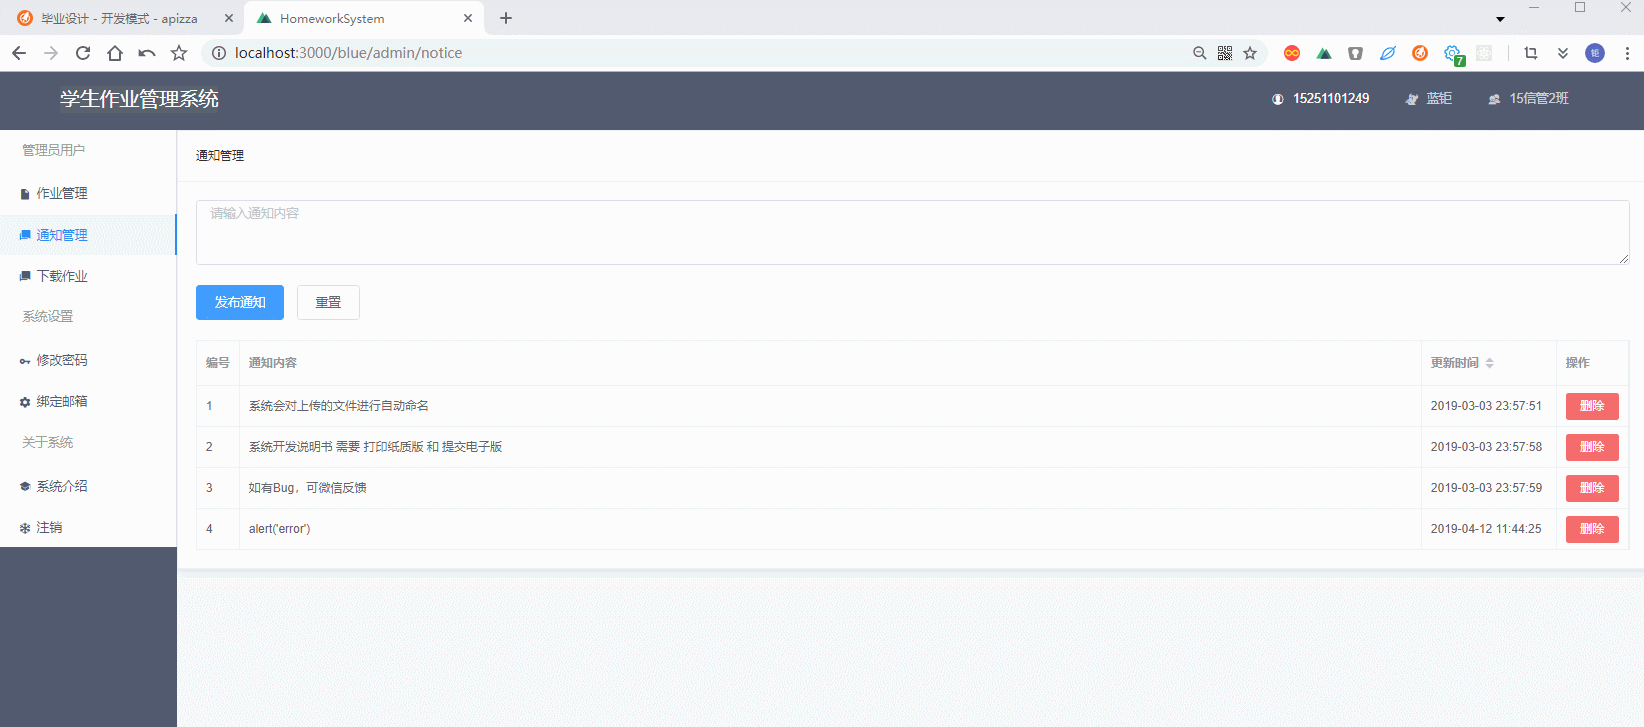 毕业设计 - 开发模式 - apizza
HomeworkSystem
localhost:3000/blue/admin/notice
7
钜
学生作业管理系统
15251101249
蓝钜
15信管2班
管理员用户
作业管理
通知管理
下载作业
系统设置
修改密码
绑定邮箱
关于系统
系统介绍
注销
通知管理
请输入通知内容
发布通知 重置
编号 通知内容 更新时间 操作
1 系统会对上传的文件进行自动命名 2019-03-03 23:57:51 删除
2 系统开发说明书 需要 打印纸质版 和 提交电子版 2019-03-03 23:57:58 删除
3 如有Bug，可微信反馈 2019-03-03 23:57:59 删除
4 alert('error') 2019-04-12 11:44:25 删除